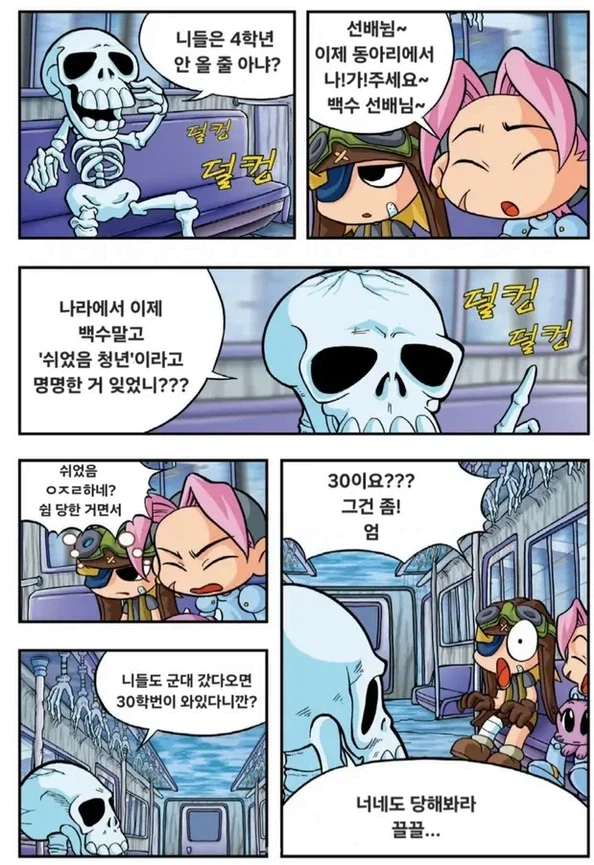 니들은 4학년
안 올 줄 아냐?
덜컹
덜컹
선배님~
이제 동아리에서
나!가!주세요~
백수 선배님~
나라에서 이제
백수말고
'쉬었음 청년'이라고
명명한 거 잊었니???
덜컹
덜컹
쉬었음
ㅇㅈㄹ하네?
쉼 당한 거면서
30이요???
그건 좀!
엄
니들도 군대 갔다오면
30학번이 와있다니깐?
너네도 당해봐라
끌끌...